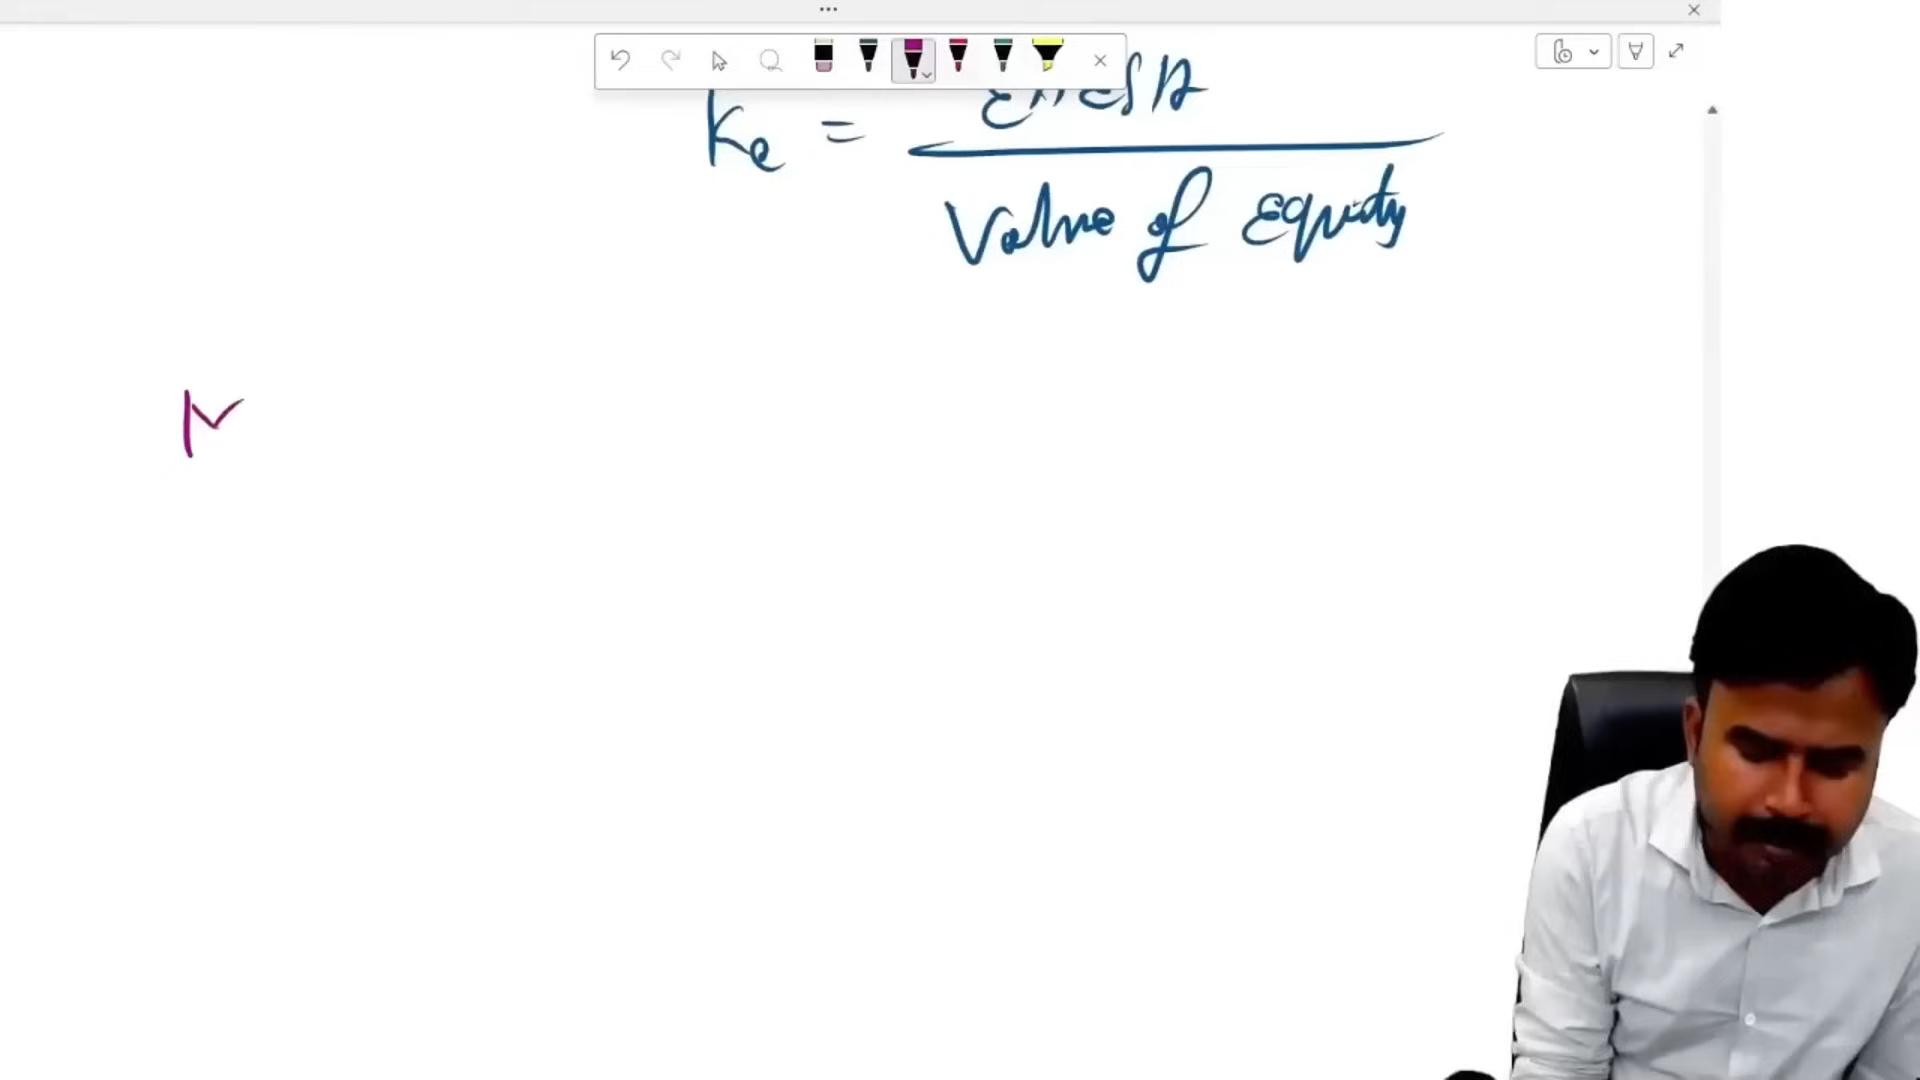 Ke =
Value of Equity